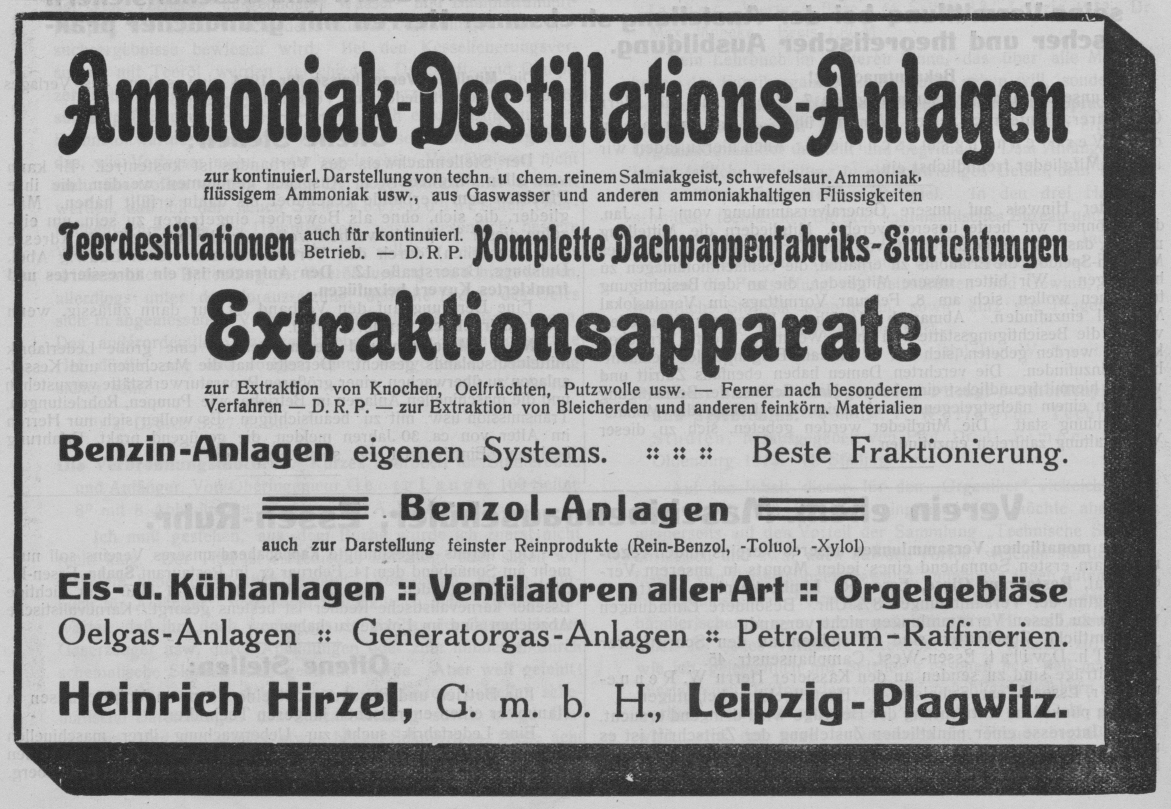 Ammoniak-Destillations-Anlagen
zur kontinuierl. Darstellung von techn. u. chem. reinem Salmiakgeist, schwefelsaur. Ammoniak,
flüssigem Ammoniak usw., aus Gaswasser und anderen ammoniakhaltigen Flüssigkeiten
Teerdestillationen auch für kontinuierl. Betrieb. — D. R. P. — Komplette Dachpappenfabriks-Einrichtungen
Extraktionsapparate
zur Extraktion von Knochen, Oelfrüchten, Putzwolle usw. — Ferner nach besonderem
Verfahren — D. R. P. — zur Extraktion von Bleicherden und anderen feinkörn. Materialien
Benzin-Anlagen eigenen Systems. :: :: :: Beste Fraktionierung.
Benzol-Anlagen
auch zur Darstellung feinster Reinprodukte (Rein-Benzol, -Toluol, -Xylol)
Eis- u. Kühlanlagen :: Ventilatoren aller Art :: Orgelgebläse
Oelgas-Anlagen :: Generatorgas-Anlagen :: Petroleum-Raffinerien.
Heinrich Hirzel, G. m. b. H., Leipzig-Plagwitz.